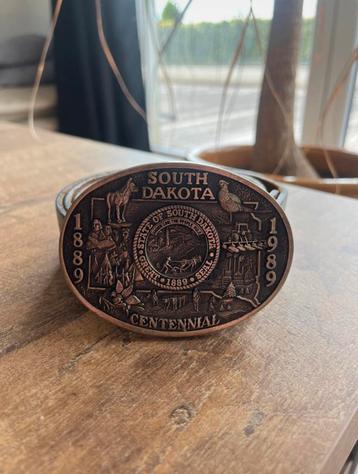 SOUTH
DAKOTA
1889
1989
STATE OF SOUTH DAKOTA
GREAT SEAL
1889
CENTENNIAL